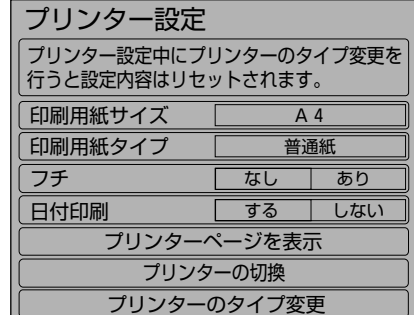 プリンター設定
プリンター設定中にプリンターのタイプ変更を
行うと設定内容はリセットされます。
印刷用紙サイズ A 4
印刷用紙タイプ 普通紙
フチ なし あり
日付印刷 する しない
プリンターページを表示
プリンターの切換
プリンターのタイプ変更